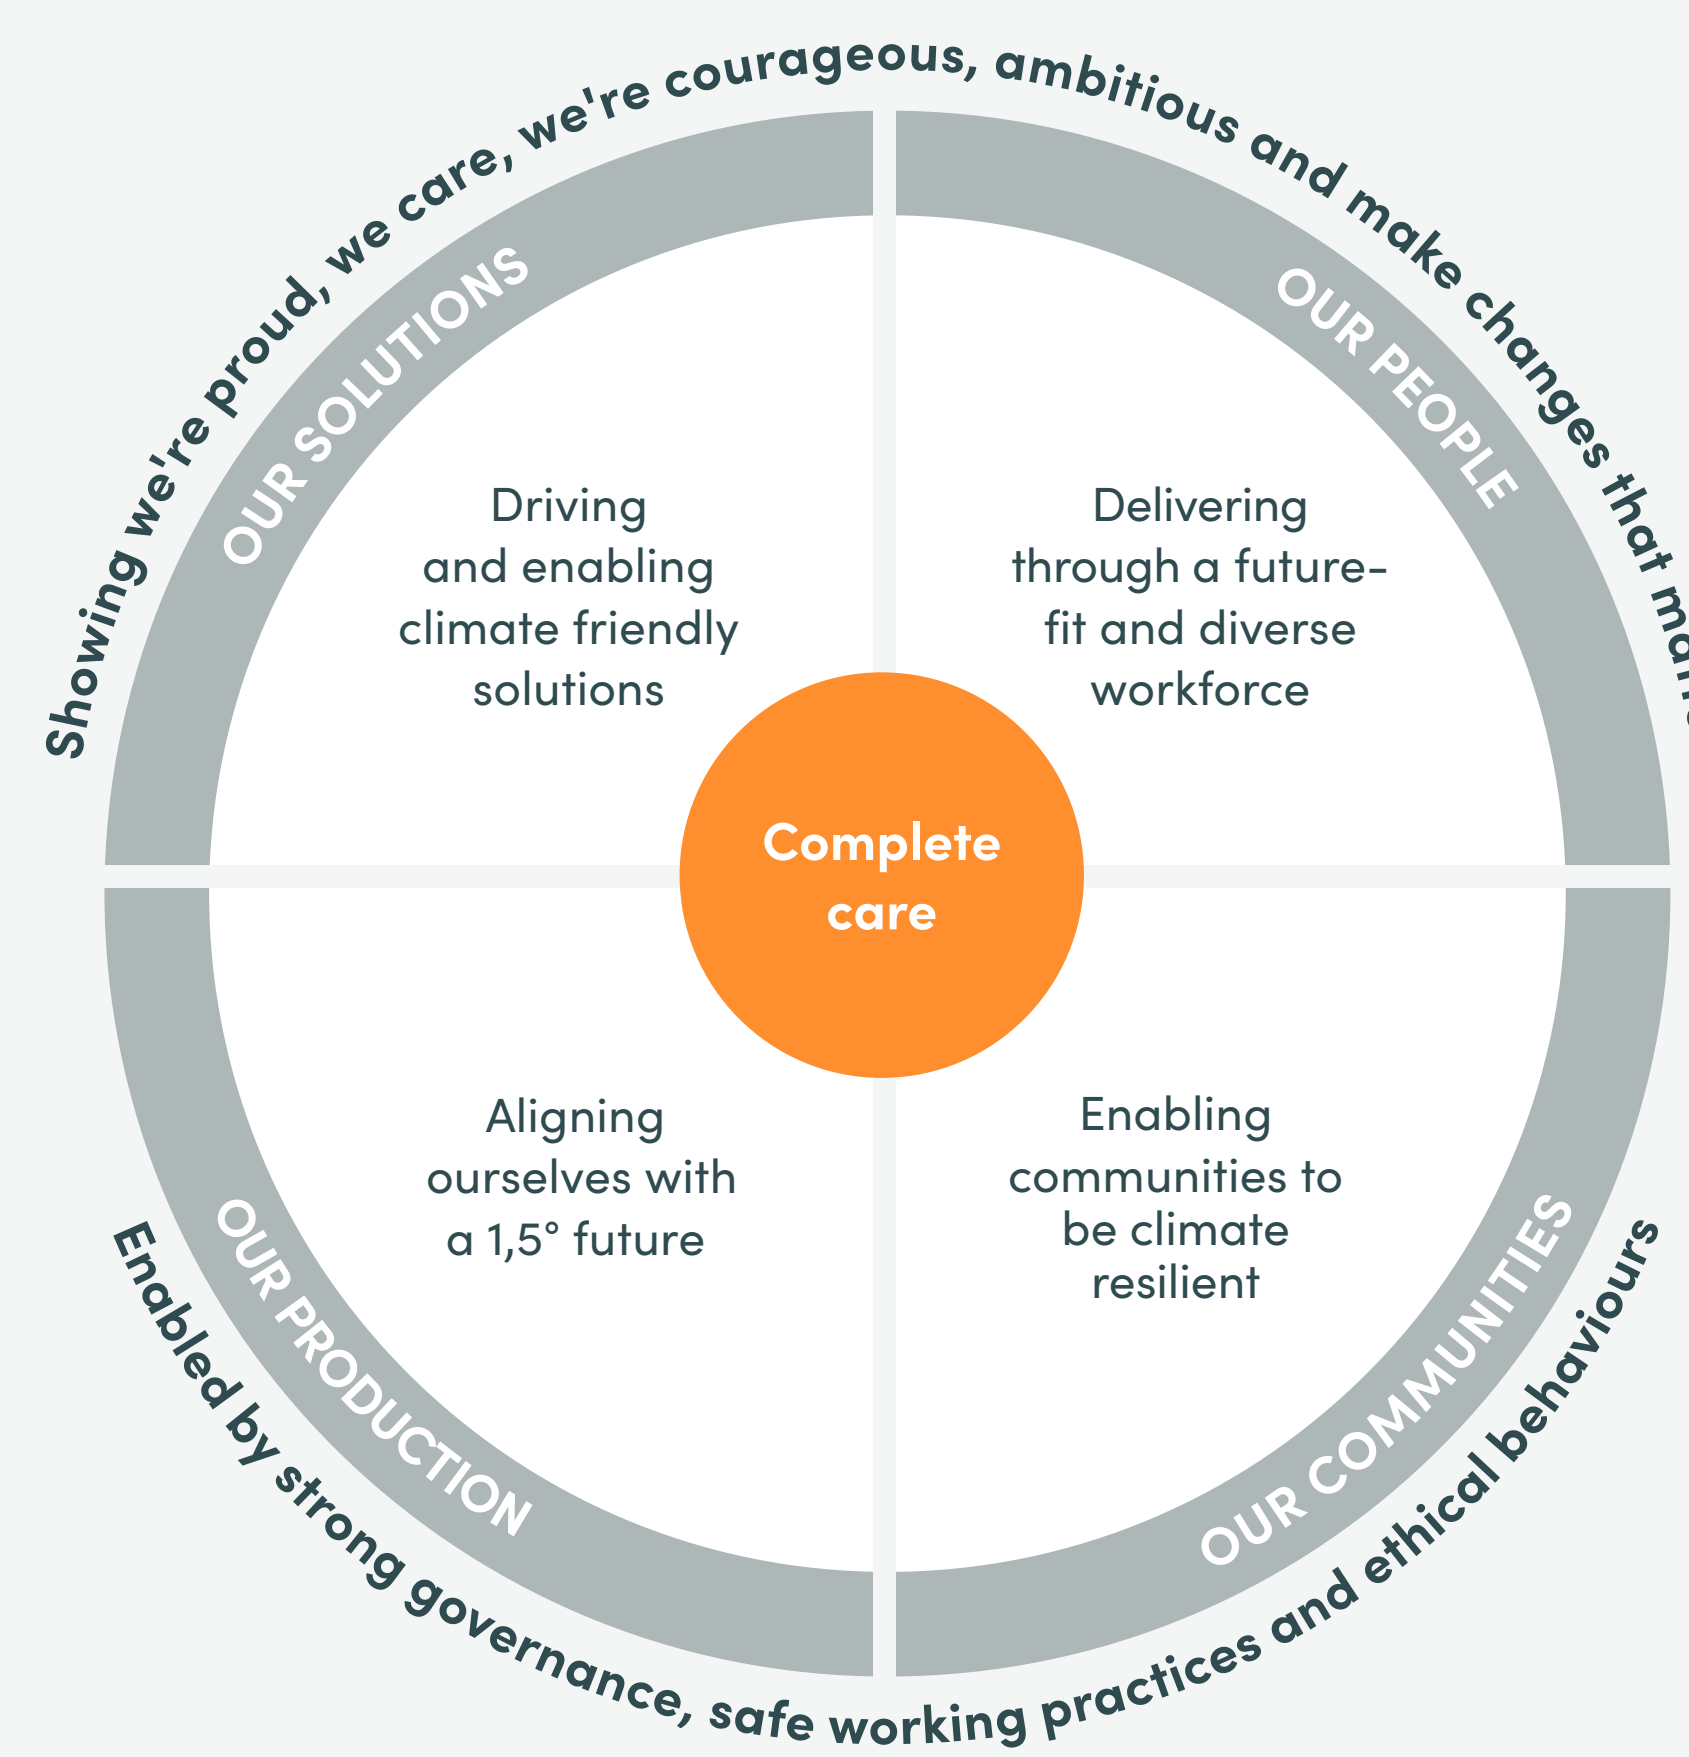 Showing we're proud, we care, we're courageous, ambitious and make changes that
OUR SOLUTIONS
Driving
and enabling
climate friendly
solutions
OUR PEOPLE
Delivering
through a future-
fit and diverse
workforce
Complete
care
OUR PRODUCTION
Aligning
ourselves with
a 1,5° future
OUR COMMUNITIES
Enabling
communities to
be climate
resilient
Enabled by strong governance, safe working practices and ethical behaviours